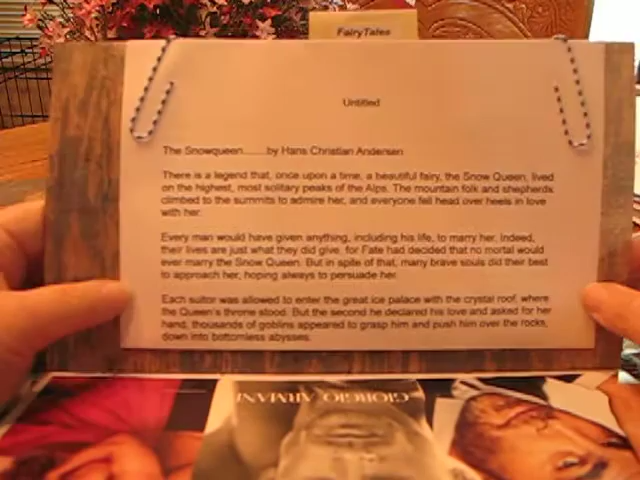 FairyTales
Untitled
The Snowqueen.......by Hans Christian Andersen
There is a legend that, once upon a time, a beautiful fairy, the Snow Queen, lived
on the highest, most solitary peaks of the Alps. The mountain folk and shepherds
climbed to the summits to admire her, and everyone fell head over heels in love
with her.
Every man would have given anything, including his life, to marry her. Indeed,
their lives are just what they did give, for Fate had decided that no mortal would
ever marry the Snow Queen. But in spite of that, many brave souls did their best
to approach her, hoping always to persuade her.
Each suitor was allowed to enter the great ice palace with the crystal roof, where
the Queen's throne stood. But the second he declared his love and asked for her
hand, thousands of goblins appeared to grasp him and push him over the rocks,
down into bottomless abysses.
GIORGIO ARMANI